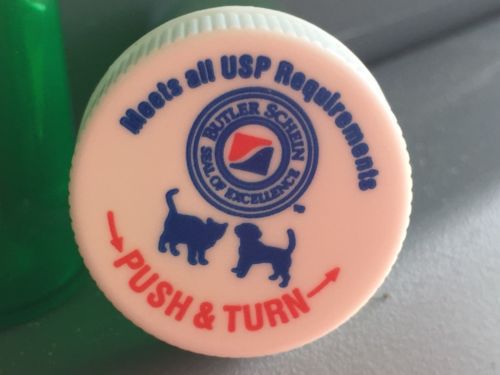 Meets all USP Requirements
BUTLER SCHEIN
SEAL OF EXCELLENCE
PUSH & TURN